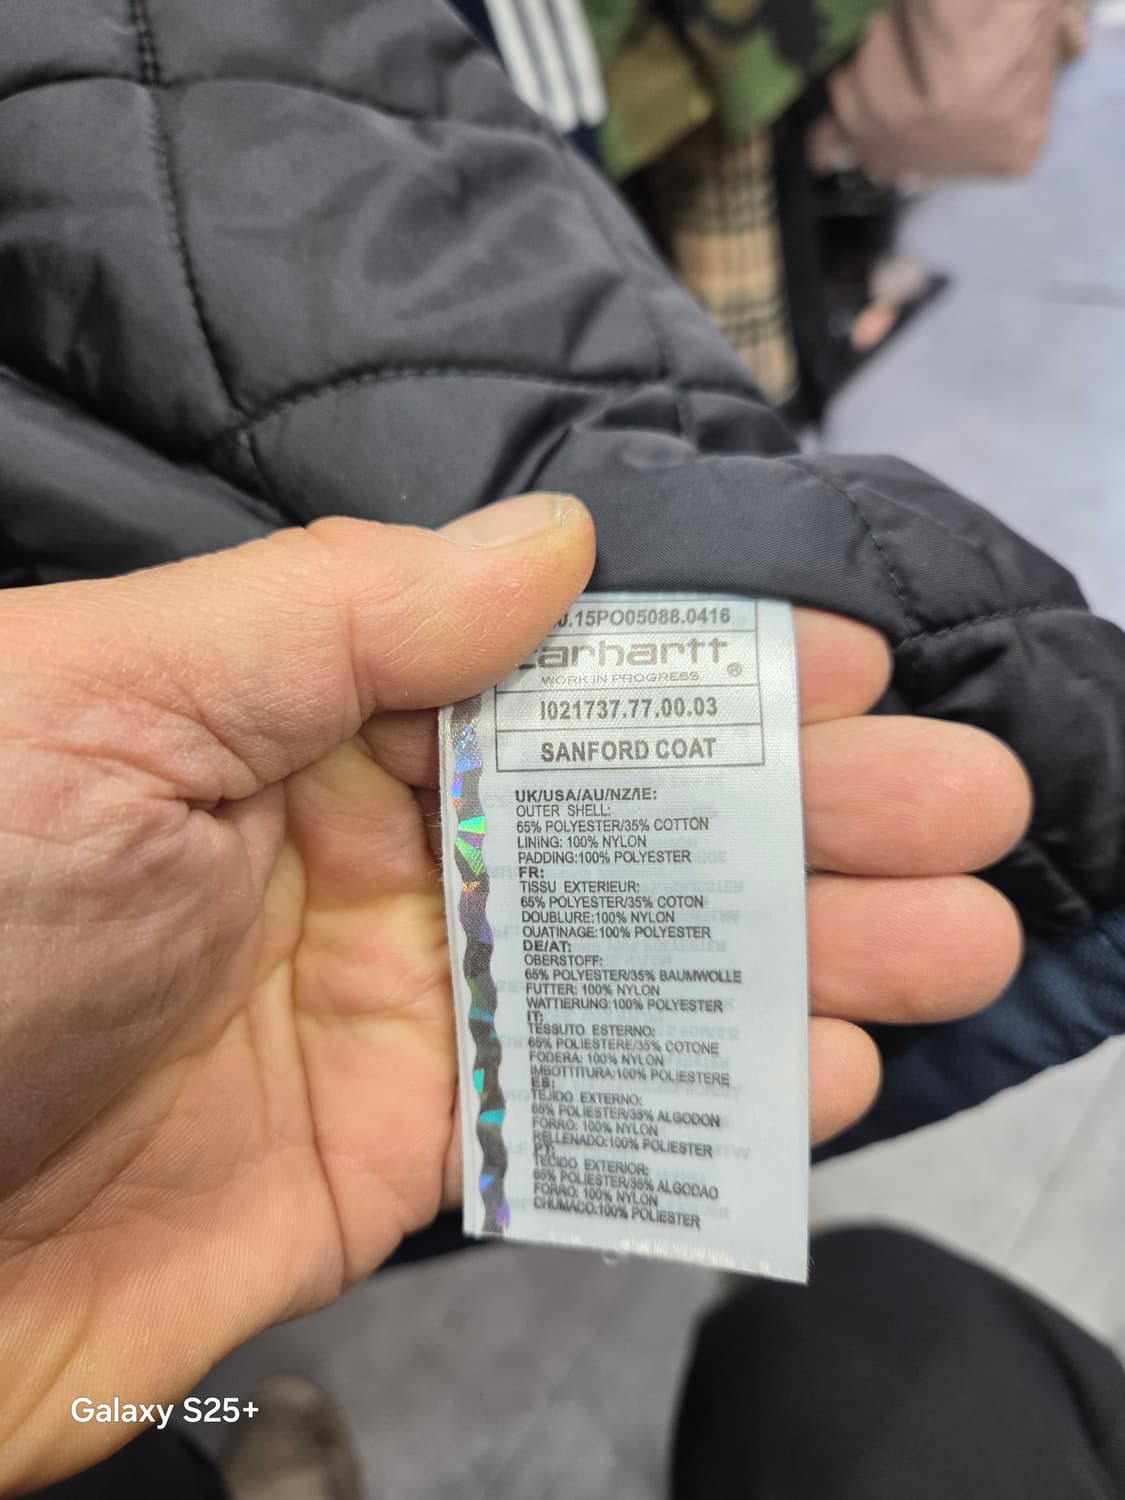 J.15PO05088.0416
carhartt®
WORK IN PROGRESS
I021737.77.00.03
SANFORD COAT
UK/USA/AU/NZ/IE:
OUTER SHELL:
65% POLYESTER/35% COTTON
LINING: 100% NYLON
PADDING:100% POLYESTER
FR:
TISSU EXTERIEUR:
65% POLYESTER/35% COTON
DOUBLURE:100% NYLON
OUATINAGE:100% POLYESTER
DE/AT:
OBERSTOFF:
65% POLYESTER/35% BAUMWOLLE
FUTTER: 100% NYLON
WATTIERUNG:100% POLYESTER
IT:
TESSUTO ESTERNO:
65% POLIESTERE/35% COTONE
FODERA: 100% NYLON
IMBOTTITURA:100% POLIESTERE
ES:
TEJIDO EXTERNO:
65% POLIESTER/35% ALGODON
FORRO: 100% NYLON
RELLENADO:100% POLIESTER
PT:
TECIDO EXTERIOR:
65% POLIESTER/35% ALGODAO
FORRO: 100% NYLON
CHUMACO:100% POLIESTER
Galaxy S25+